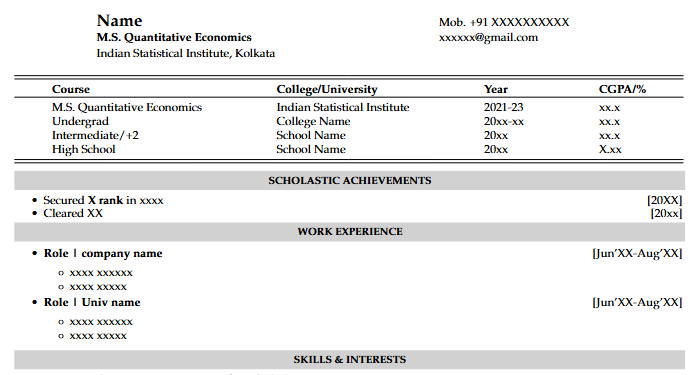 Name Mob. +91 XXXXXXXXXX
M.S. Quantitative Economics xxxxxx@gmail.com
Indian Statistical Institute, Kolkata
Course College/University Year CGPA/%
M.S. Quantitative Economics Indian Statistical Institute 2021-23 xx.x
Undergrad College Name 20xx-xx xx.x
Intermediate/+2 School Name 20xx xx.x
High School School Name 20xx X.xx
SCHOLASTIC ACHIEVEMENTS
• Secured X rank in xxxx [20XX]
• Cleared XX [20xx]
WORK EXPERIENCE
• Role | company name [Jun'XX-Aug'XX]
○ xxxx xxxxxx
○ xxxx xxxxx
• Role | Univ name [Jun'XX-Aug'XX]
○ xxxx xxxxxx
○ xxxx xxxxx
SKILLS & INTERESTS